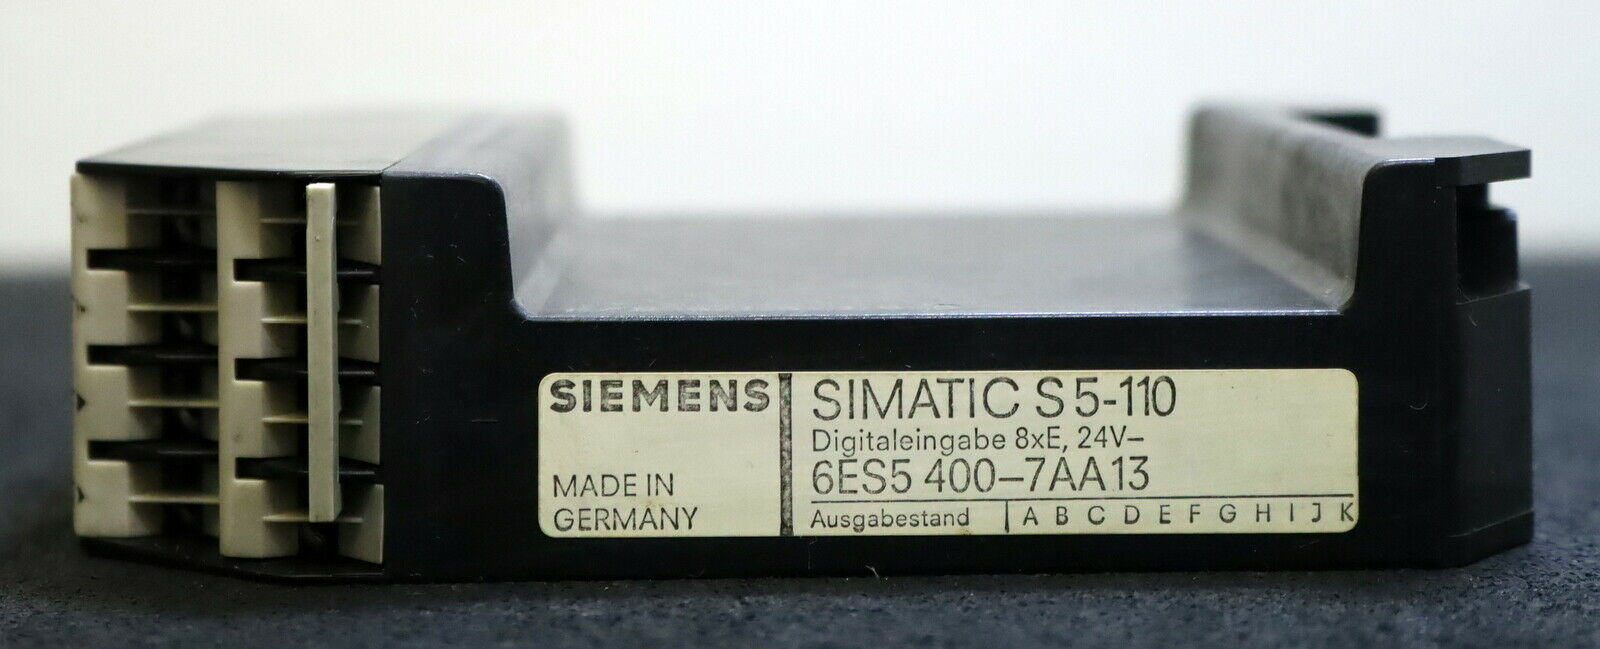 SIEMENS
MADE IN
GERMANY
SIMATIC S5-110
Digitaleingabe 8xE, 24V–
6ES5 400–7AA13
Ausgabestand A B C D E F G H I J K